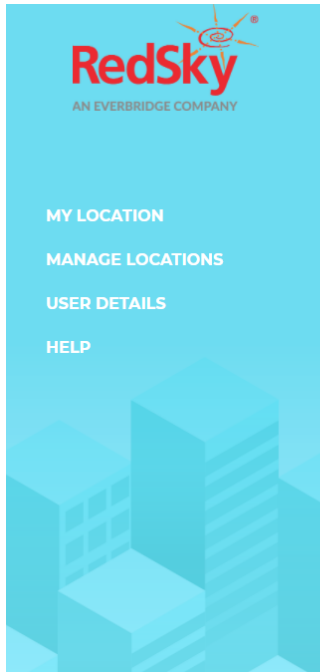 RedSky®
AN EVERBRIDGE COMPANY
MY LOCATION
MANAGE LOCATIONS
USER DETAILS
HELP